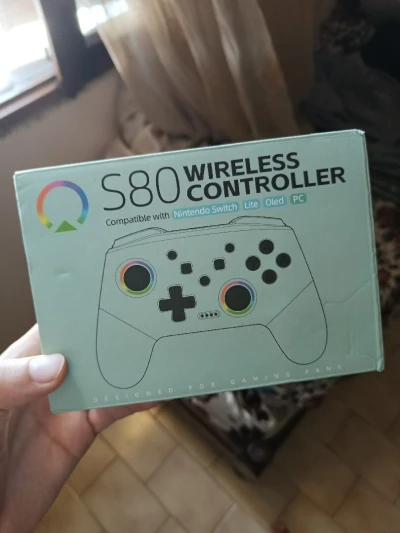 S80 WIRELESS CONTROLLER
Compatible with Nintendo Switch Lite Oled PC
DESIGNED FOR GAMING FANS